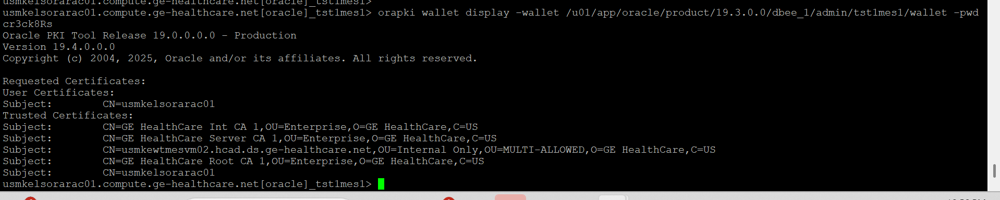 usmkelsorarac01.compute.ge-healthcare.net[oracle]_tst1mes1>
usmkelsorarac01.compute.ge-healthcare.net[oracle]_tst1mes1> orapki wallet display -wallet /u01/app/oracle/product/19.3.0.0/dbee_1/admin/tst1mes1/wallet -pwd
cr3ck8Rs
Oracle PKI Tool Release 19.0.0.0.0 - Production
Version 19.4.0.0.0
Copyright (c) 2004, 2025, Oracle and/or its affiliates. All rights reserved.
Requested Certificates:
User Certificates:
Subject:        CN=usmkelsorarac01
Trusted Certificates:
Subject:        CN=GE HealthCare Int CA 1,OU=Enterprise,O=GE HealthCare,C=US
Subject:        CN=GE HealthCare Server CA 1,OU=Enterprise,O=GE HealthCare,C=US
Subject:        CN=usmkewtmesvm02.hcad.ds.ge-healthcare.net,OU=Internal Only,OU=MULTI-ALLOWED,O=GE HealthCare,C=US
Subject:        CN=GE HealthCare Root CA 1,OU=Enterprise,O=GE HealthCare,C=US
Subject:        CN=usmkelsorarac01
usmkelsorarac01.compute.ge-healthcare.net[oracle]_tst1mes1>